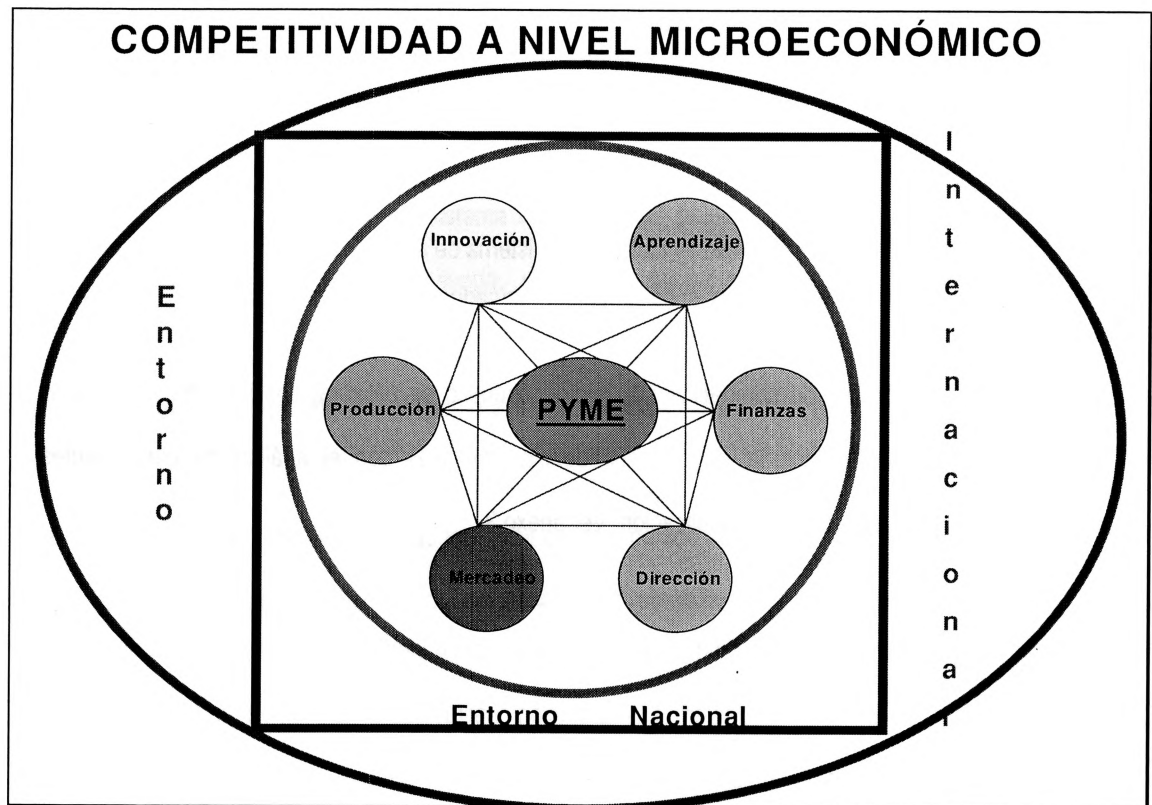 COMPETITIVIDAD A NIVEL MICROECONÓMICO
Entorno
Internacional
Innovación
Aprendizaje
Producción
PYME
Finanzas
Mercadeo
Dirección
Entorno Nacional